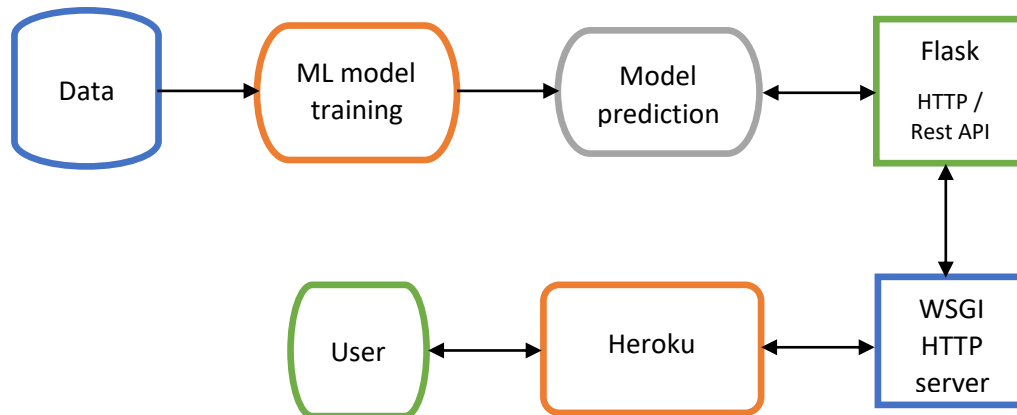 Data
ML model
training
Model
prediction
Flask
HTTP /
Rest API
User
Heroku
WSGI
HTTP
server